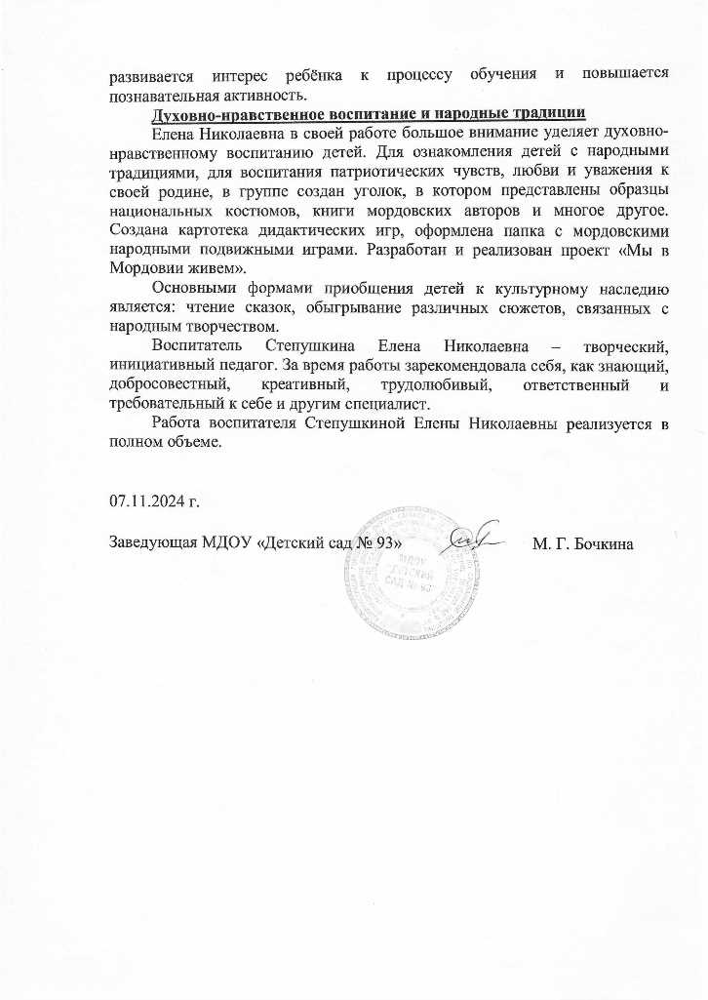 развивается интерес ребёнка к процессу обучения и повышается
познавательная активность.
Духовно-нравственное воспитание и народные традиции
Елена Николаевна в своей работе большое внимание уделяет духовно-
нравственному воспитанию детей. Для ознакомления детей с народными
традициями, для воспитания патриотических чувств, любви и уважения к
своей родине, в группе создан уголок, в котором представлены образцы
национальных костюмов, книги мордовских авторов и многое другое.
Создана картотека дидактических игр, оформлена папка с мордовскими
народными подвижными играми. Разработан и реализован проект «Мы в
Мордовии живем».
Основными формами приобщения детей к культурному наследию
является: чтение сказок, обыгрывание различных сюжетов, связанных с
народным творчеством.
Воспитатель Степушкина Елена Николаевна – творческий,
инициативный педагог. За время работы зарекомендовала себя, как знающий,
добросовестный, креативный, трудолюбивый, ответственный и
требовательный к себе и другим специалист.
Работа воспитателя Степушкиной Елены Николаевны реализуется в
полном объеме.
07.11.2024 г.
Заведующая МДОУ «Детский сад № 93» М. Г. Бочкина
МДОУ
"ДЕТСКИЙ
САД № 93"